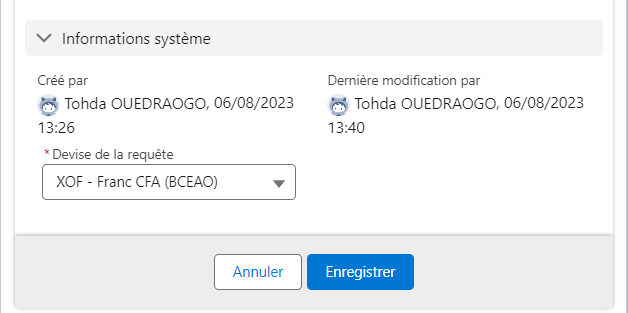 Informations système
Créé par
Tohda OUEDRAOGO, 06/08/2023
13:26
Dernière modification par
Tohda OUEDRAOGO, 06/08/2023
13:40
* Devise de la requête
XOF - Franc CFA (BCEAO)
Annuler
Enregistrer